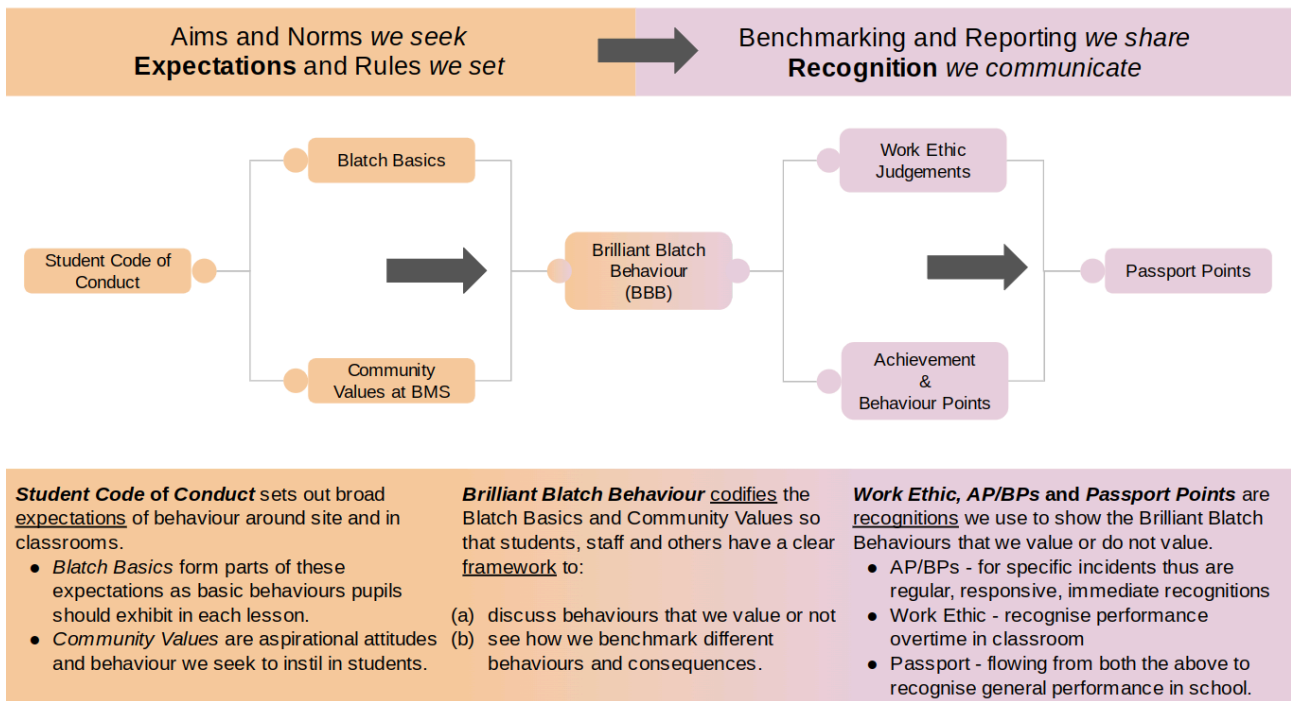 Aims and Norms we seek
Expectations and Rules we set
Benchmarking and Reporting we share
Recognition we communicate
Blatch Basics
Work Ethic
Judgements
Student Code of
Conduct
Brilliant Blatch
Behaviour
(BBB)
Passport Points
Community
Values at BMS
Achievement
&
Behaviour Points
Student Code of Conduct sets out broad
expectations of behaviour around site and in
classrooms.
● Blatch Basics form parts of these
expectations as basic behaviours pupils
should exhibit in each lesson.
● Community Values are aspirational attitudes
and behaviour we seek to instil in students.
Brilliant Blatch Behaviour codifies the
Blatch Basics and Community Values so
that students, staff and others have a clear
framework to:
(a) discuss behaviours that we value or not
(b) see how we benchmark different
behaviours and consequences.
Work Ethic, AP/BPs and Passport Points are
recognitions we use to show the Brilliant Blatch
Behaviours that we value or do not value.
● AP/BPs - for specific incidents thus are
regular, responsive, immediate recognitions
● Work Ethic - recognise performance
overtime in classroom
● Passport - flowing from both the above to
recognise general performance in school.